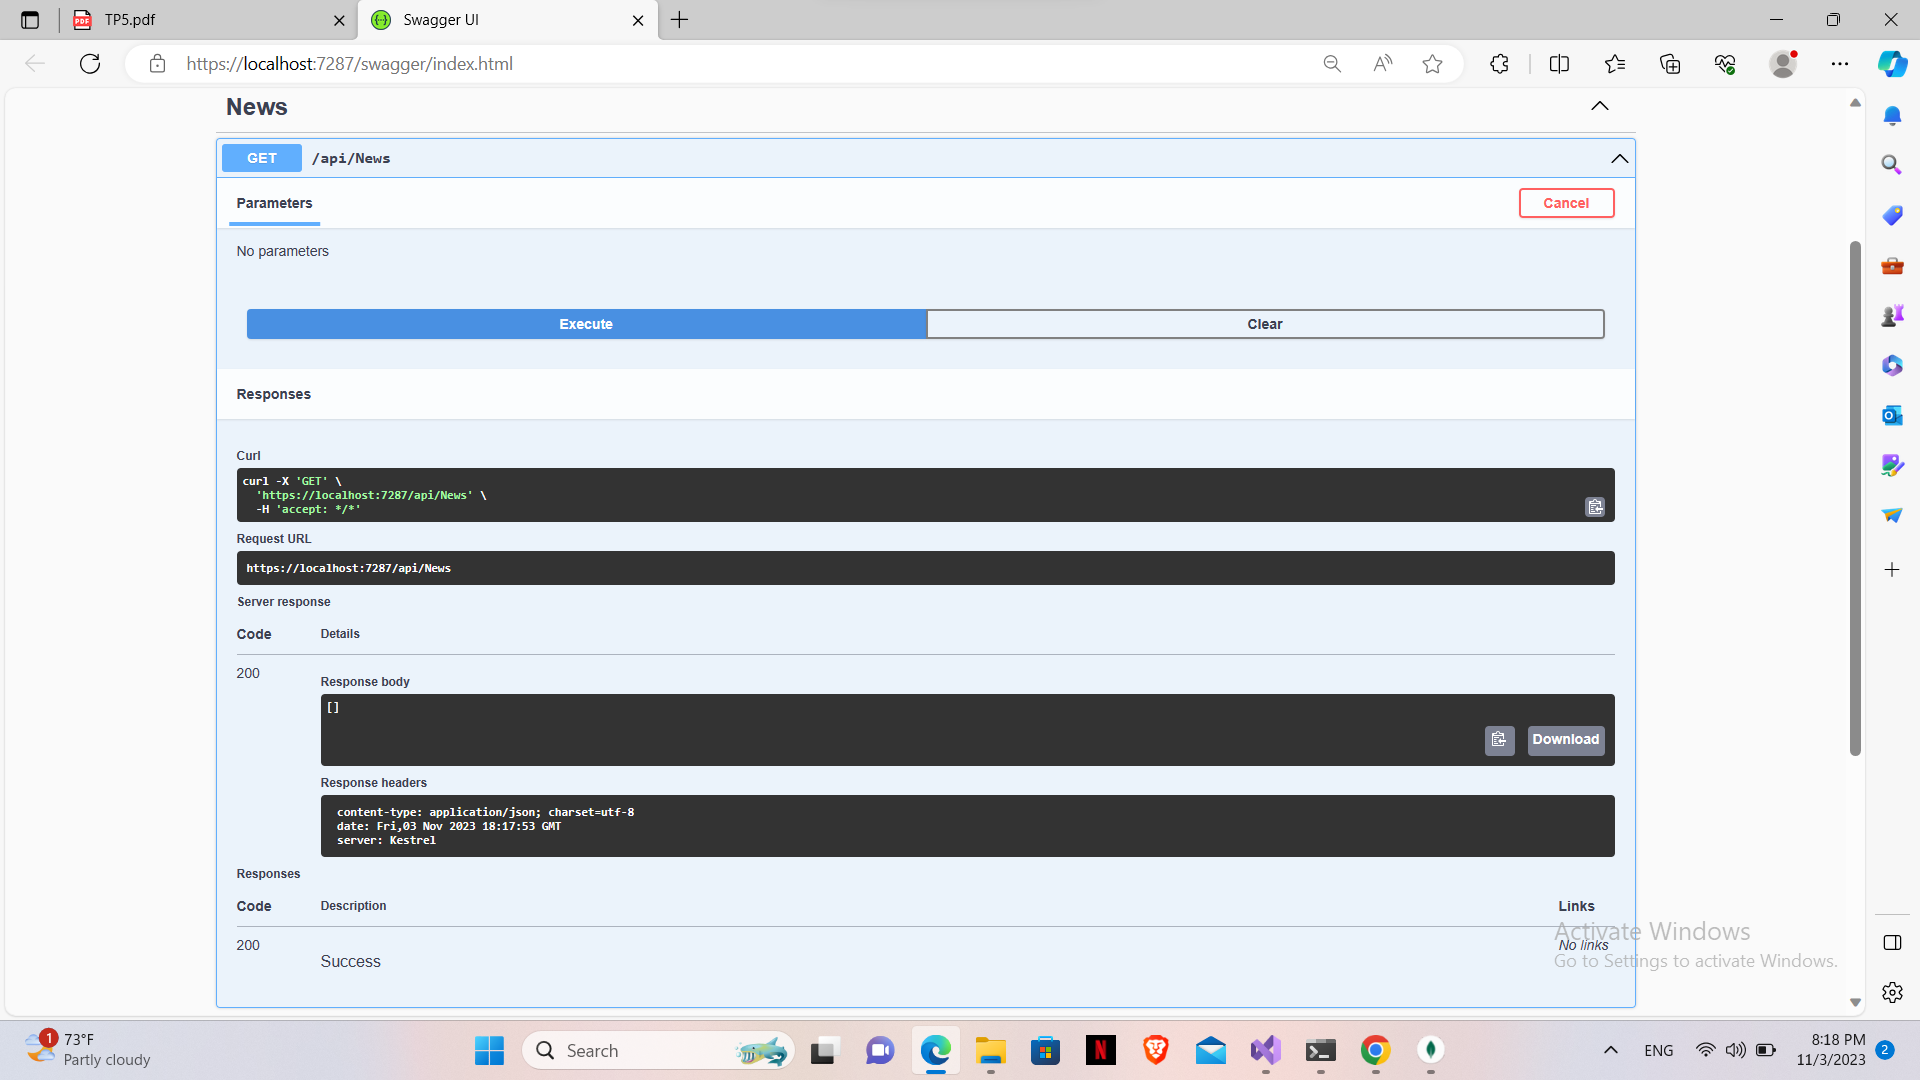 TP5.pdf
Swagger UI
https://localhost:7287/swagger/index.html
News
GET /api/News
Parameters
Cancel
No parameters
Execute
Clear
Responses
Curl
curl -X 'GET' \
'https://localhost:7287/api/News' \
-H 'accept: */*'
Request URL
https://localhost:7287/api/News
Server response
Code Details
200
Response body
[]
Download
Response headers
content-type: application/json; charset=utf-8
date: Fri,03 Nov 2023 18:17:53 GMT
server: Kestrel
Responses
Code Description Links
200
Success
No links
Activate Windows
Go to Settings to activate Windows.
1
73°F
Partly cloudy
Search
ENG
8:18 PM
11/3/2023
2